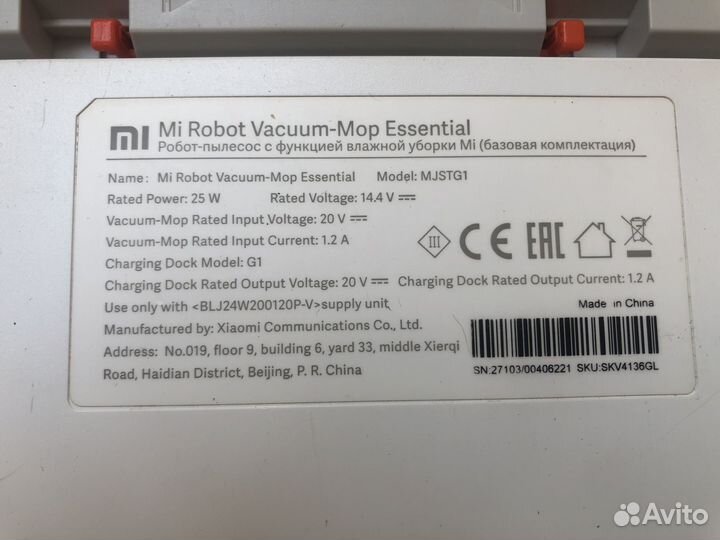 mi Mi Robot Vacuum-Mop Essential
Робот-пылесос с функцией влажной уборки Mi (базовая комплектация)
Name: Mi Robot Vacuum-Mop Essential Model: MJSTG1
Rated Power: 25 W Rated Voltage: 14.4 V
Vacuum-Mop Rated Input Voltage: 20 V
Vacuum-Mop Rated Input Current: 1.2 A
Charging Dock Model: G1
III CE EAC
Charging Dock Rated Output Voltage: 20 V Charging Dock Rated Output Current: 1.2 A
Use only with <BLJ24W200120P-V>supply unit
Made in China
Manufactured by: Xiaomi Communications Co., Ltd.
Address: No.019, floor 9, building 6, yard 33, middle Xierqi
Road, Haidian District, Beijing, P. R. China
SN:27103/00406221 SKU:SKV4136GL
Avito